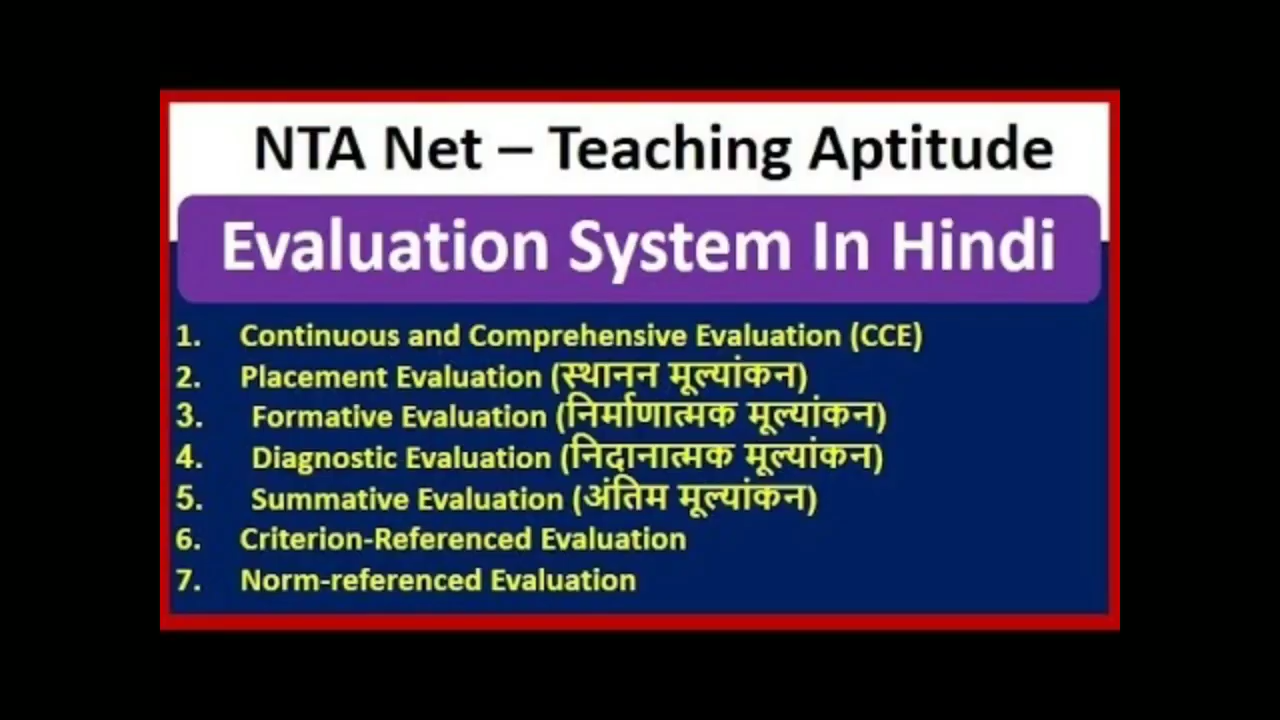 NTA Net – Teaching Aptitude
Evaluation System In Hindi
1. Continuous and Comprehensive Evaluation (CCE)
2. Placement Evaluation (स्थानन मूल्यांकन)
3. Formative Evaluation (निर्माणात्मक मूल्यांकन)
4. Diagnostic Evaluation (निदानात्मक मूल्यांकन)
5. Summative Evaluation (अंतिम मूल्यांकन)
6. Criterion-Referenced Evaluation
7. Norm-referenced Evaluation